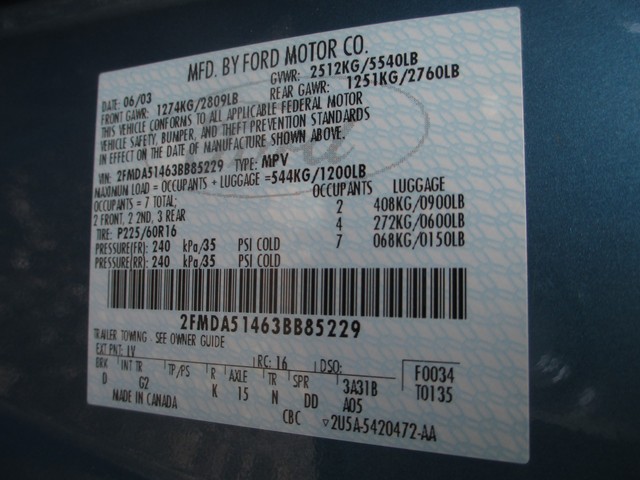 MFD. BY FORD MOTOR CO.
DATE: 06/03 GVWR: 2512KG/5540LB
FRONT GAWR: 1274KG/2809LB REAR GAWR: 1251KG/2760LB
THIS VEHICLE CONFORMS TO ALL APPLICABLE FEDERAL MOTOR
VEHICLE SAFETY, BUMPER, AND THEFT PREVENTION STANDARDS
IN EFFECT ON THE DATE OF MANUFACTURE SHOWN ABOVE.
VIN: 2FMDA51463BB85229 TYPE: MPV
MAXIMUM LOAD = OCCUPANTS + LUGGAGE =544KG/1200LB
OCCUPANTS = 7 TOTAL; OCCUPANTS LUGGAGE
2 FRONT, 2 2ND, 3 REAR 2 408KG/0900LB
TIRE: P225/60R16 4 272KG/0600LB
PRESSURE(FR): 240 kPa/35 PSI COLD 7 068KG/0150LB
PRESSURE(RR): 240 kPa/35 PSI COLD
2FMDA51463BB85229
TRAILER TOWING - SEE OWNER GUIDE
EXT PNT: LV RC: 16 DSO: F0034
BRK INT TR TP/PS R AXLE TR SPR 3A31B T0135
D G2 K 15 N DD A05
MADE IN CANADA CBC ▽2U5A-5420472-AA